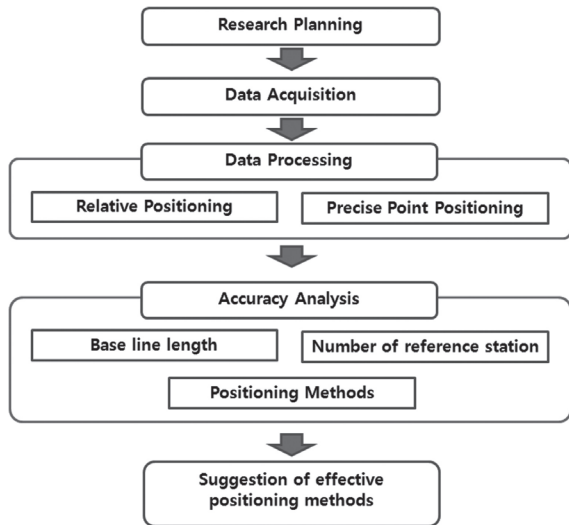 Research Planning
Data Acquisition
Data Processing
Relative Positioning
Precise Point Positioning
Accuracy Analysis
Base line length
Number of reference station
Positioning Methods
Suggestion of effective
positioning methods